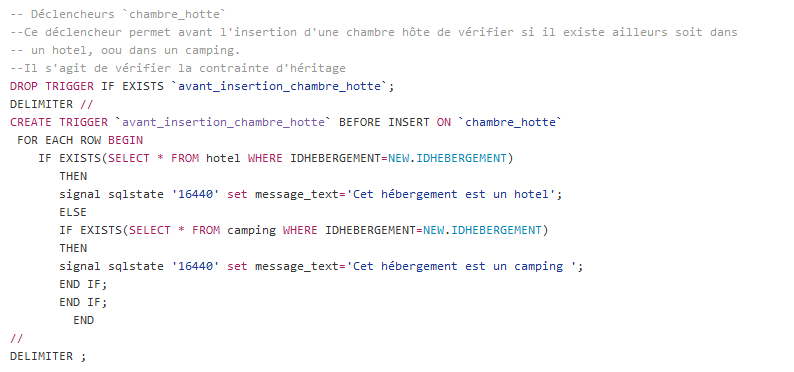 -- Déclencheurs `chambre_hotte`
--Ce déclencheur permet avant l'insertion d'une chambre hôte de vérifier si il existe ailleurs soit dans
-- un hotel, oou dans un camping.
--Il s'agit de vérifier la contrainte d'héritage
DROP TRIGGER IF EXISTS `avant_insertion_chambre_hotte`;
DELIMITER //
CREATE TRIGGER `avant_insertion_chambre_hotte` BEFORE INSERT ON `chambre_hotte`
FOR EACH ROW BEGIN
IF EXISTS(SELECT * FROM hotel WHERE IDHEBERGEMENT=NEW.IDHEBERGEMENT)
THEN
signal sqlstate '16440' set message_text='Cet hébergement est un hotel';
ELSE
IF EXISTS(SELECT * FROM camping WHERE IDHEBERGEMENT=NEW.IDHEBERGEMENT)
THEN
signal sqlstate '16440' set message_text='Cet hébergement est un camping ';
END IF;
END IF;
END
//
DELIMITER ;